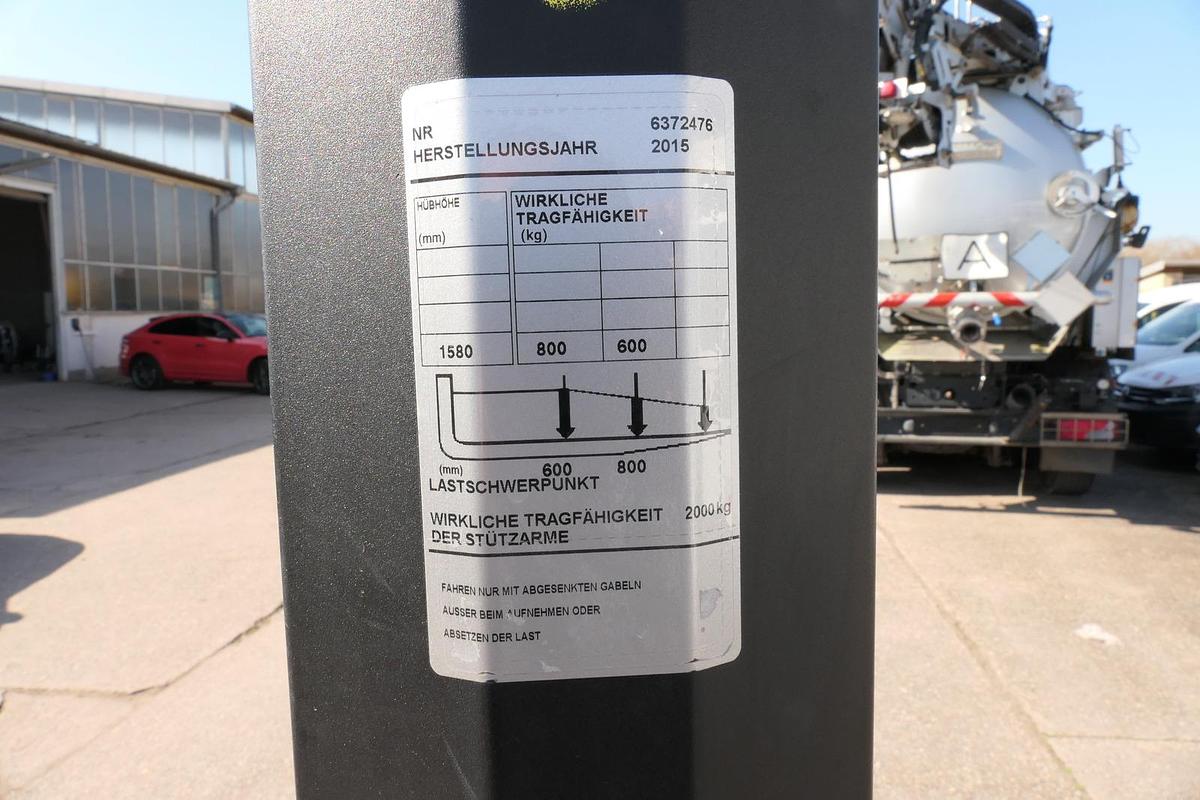 NR 6372476
HERSTELLUNGSJAHR 2015
HÜBHÖHE WIRKLICHE
TRAGFÄHIGKEIT
(mm) (kg)
1580 800 600
(mm) 600 800
LASTSCHWERPUNKT
WIRKLICHE TRAGFÄHIGKEIT 2000 kg
DER STÜTZARME
FAHREN NUR MIT ABGESENKTEN GABELN
AUSSER BEIM AUFNEHMEN ODER
ABSETZEN DER LAST
A